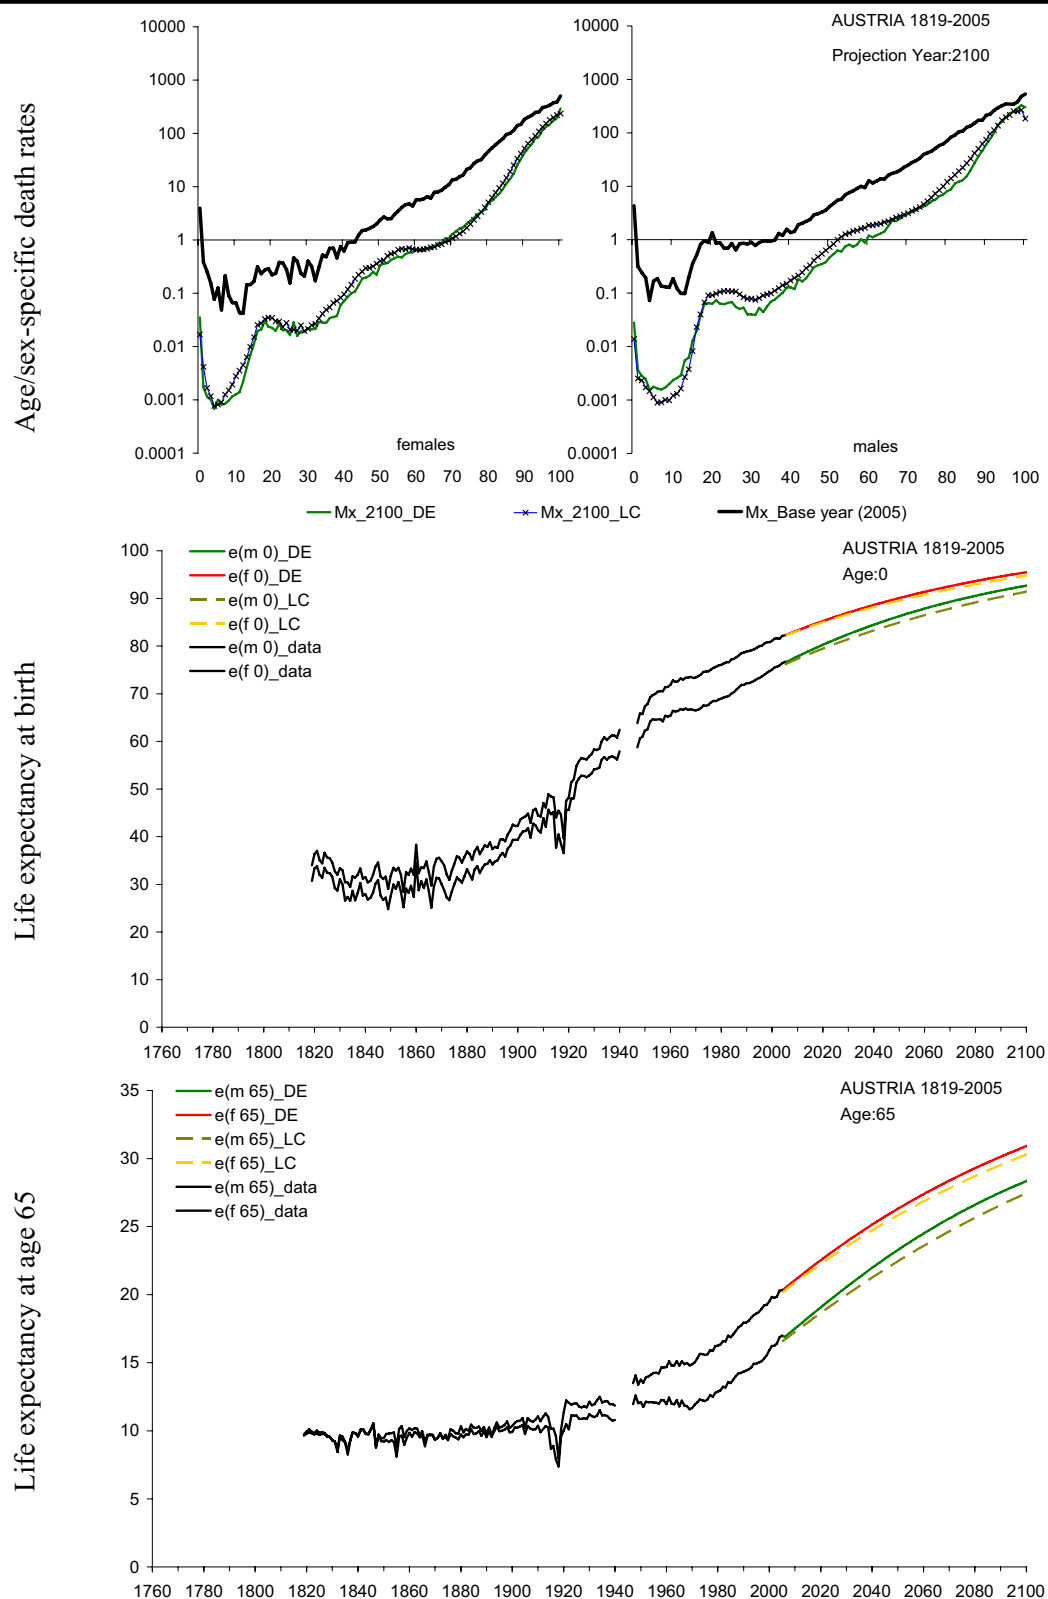 AUSTRIA 1819-2005
Projection Year:2100
Age/sex-specific death rates
10000
1000
100
10
1
0.1
0.01
0.001
0.0001
females
0 10 20 30 40 50 60 70 80 90 100
10000
1000
100
10
1
0.1
0.01
0.001
0.0001
males
0 10 20 30 40 50 60 70 80 90 100
Mx_2100_DE Mx_2100_LC Mx_Base year (2005)
Life expectancy at birth
AUSTRIA 1819-2005
Age:0
e(m 0)_DE
e(f 0)_DE
e(m 0)_LC
e(f 0)_LC
e(m 0)_data
e(f 0)_data
100
90
80
70
60
50
40
30
20
10
0
1760 1780 1800 1820 1840 1860 1880 1900 1920 1940 1960 1980 2000 2020 2040 2060 2080 2100
Life expectancy at age 65
AUSTRIA 1819-2005
Age:65
e(m 65)_DE
e(f 65)_DE
e(m 65)_LC
e(f 65)_LC
e(m 65)_data
e(f 65)_data
35
30
25
20
15
10
5
0
1760 1780 1800 1820 1840 1860 1880 1900 1920 1940 1960 1980 2000 2020 2040 2060 2080 2100